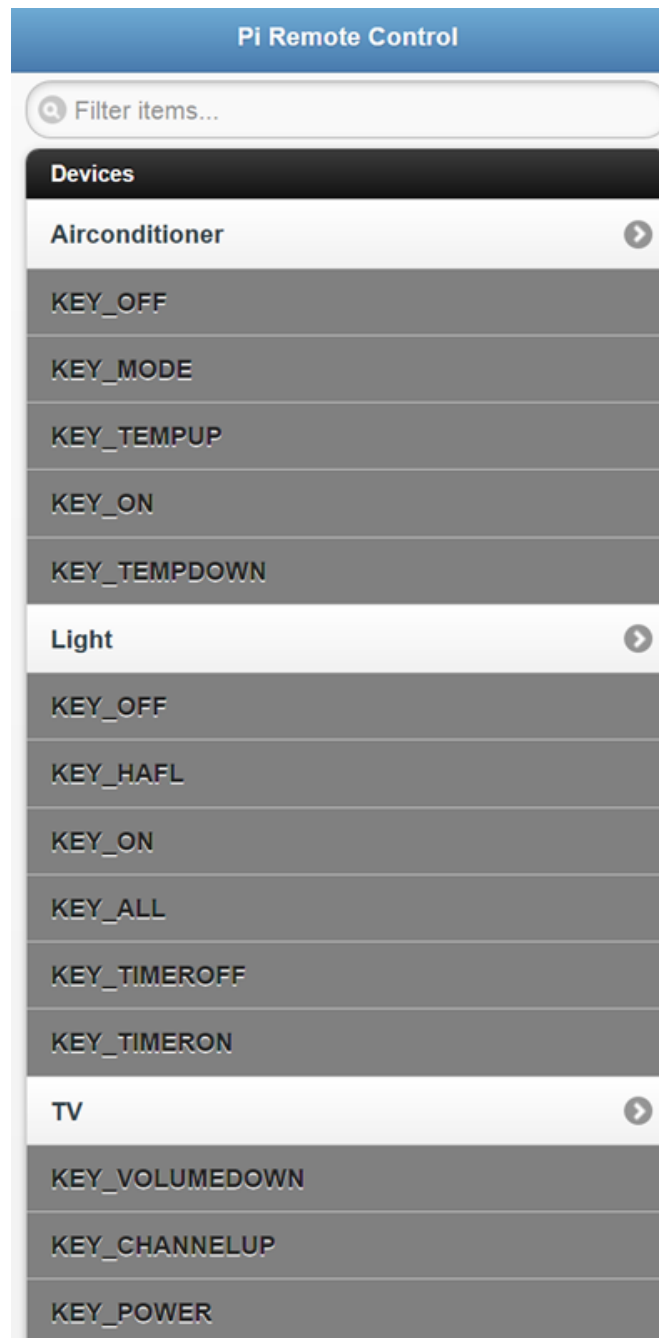 Pi Remote Control
Filter items...
Devices
Airconditioner
KEY_OFF
KEY_MODE
KEY_TEMPUP
KEY_ON
KEY_TEMPDOWN
Light
KEY_OFF
KEY_HAFL
KEY_ON
KEY_ALL
KEY_TIMEROFF
KEY_TIMERON
TV
KEY_VOLUMEDOWN
KEY_CHANNELUP
KEY_POWER